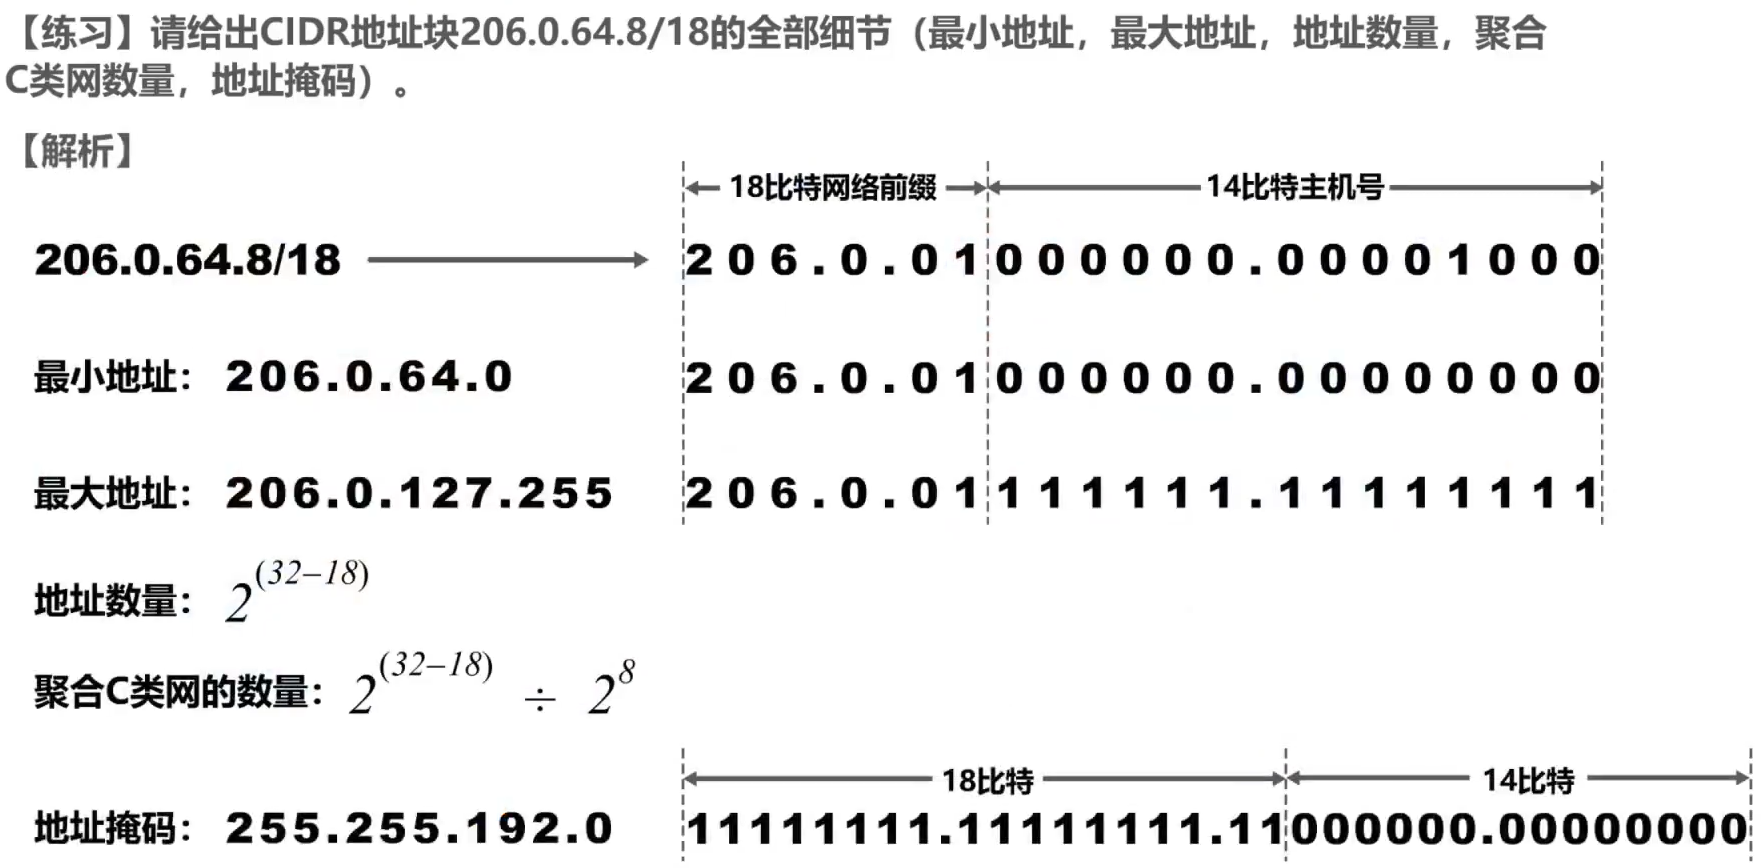 【练习】请给出CIDR地址块206.0.64.8/18的全部细节（最小地址，最大地址，地址数量，聚合
C类网数量，地址掩码）。
【解析】
18比特网络前缀 14比特主机号
206.0.64.8/18 206.0.01000000.00001000
最小地址： 206.0.64.0 206.0.01000000.00000000
最大地址： 206.0.127.255 206.0.01111111.11111111
地址数量： 2^(32–18)
聚合C类网的数量： 2^(32–18) ÷ 2^8
18比特 14比特
地址掩码： 255.255.192.0 11111111.11111111.11000000.00000000